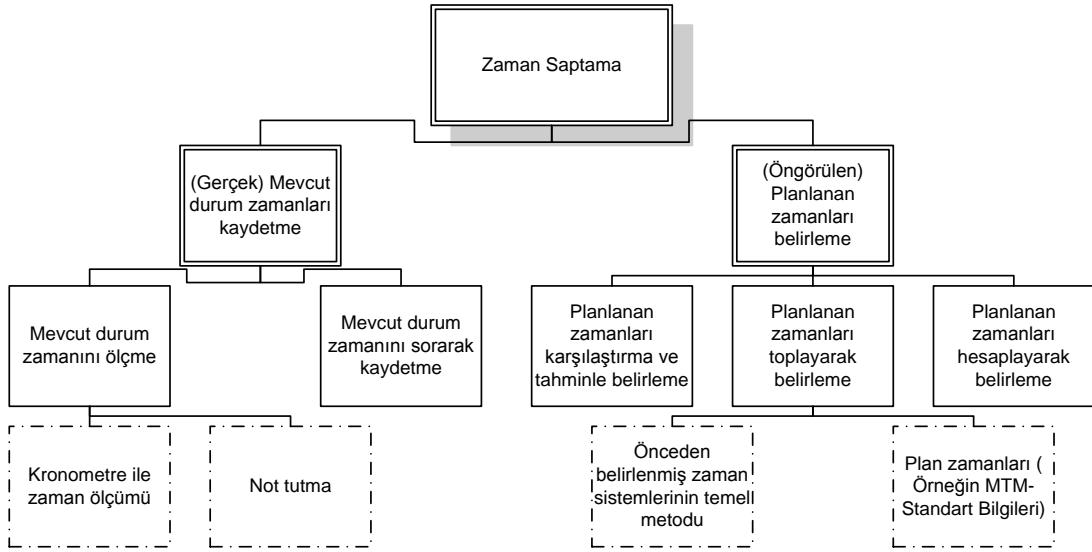 Zaman Saptama
(Gerçek) Mevcut
durum zamanları
kaydetme
(Öngörülen)
Planlanan
zamanları
belirleme
Mevcut durum
zamanını ölçme
Mevcut durum
zamanını sorarak
kaydetme
Planlanan
zamanları
karşılaştırma ve
tahminle belirleme
Planlanan
zamanları
toplayarak
belirleme
Planlanan
zamanları
hesaplayarak
belirleme
Kronometre ile
zaman ölçümü
Not tutma
Önceden
belirlenmiş zaman
sistemlerinin temell
metodu
Plan zamanları (
Örneğin MTM-
Standart Bilgileri)